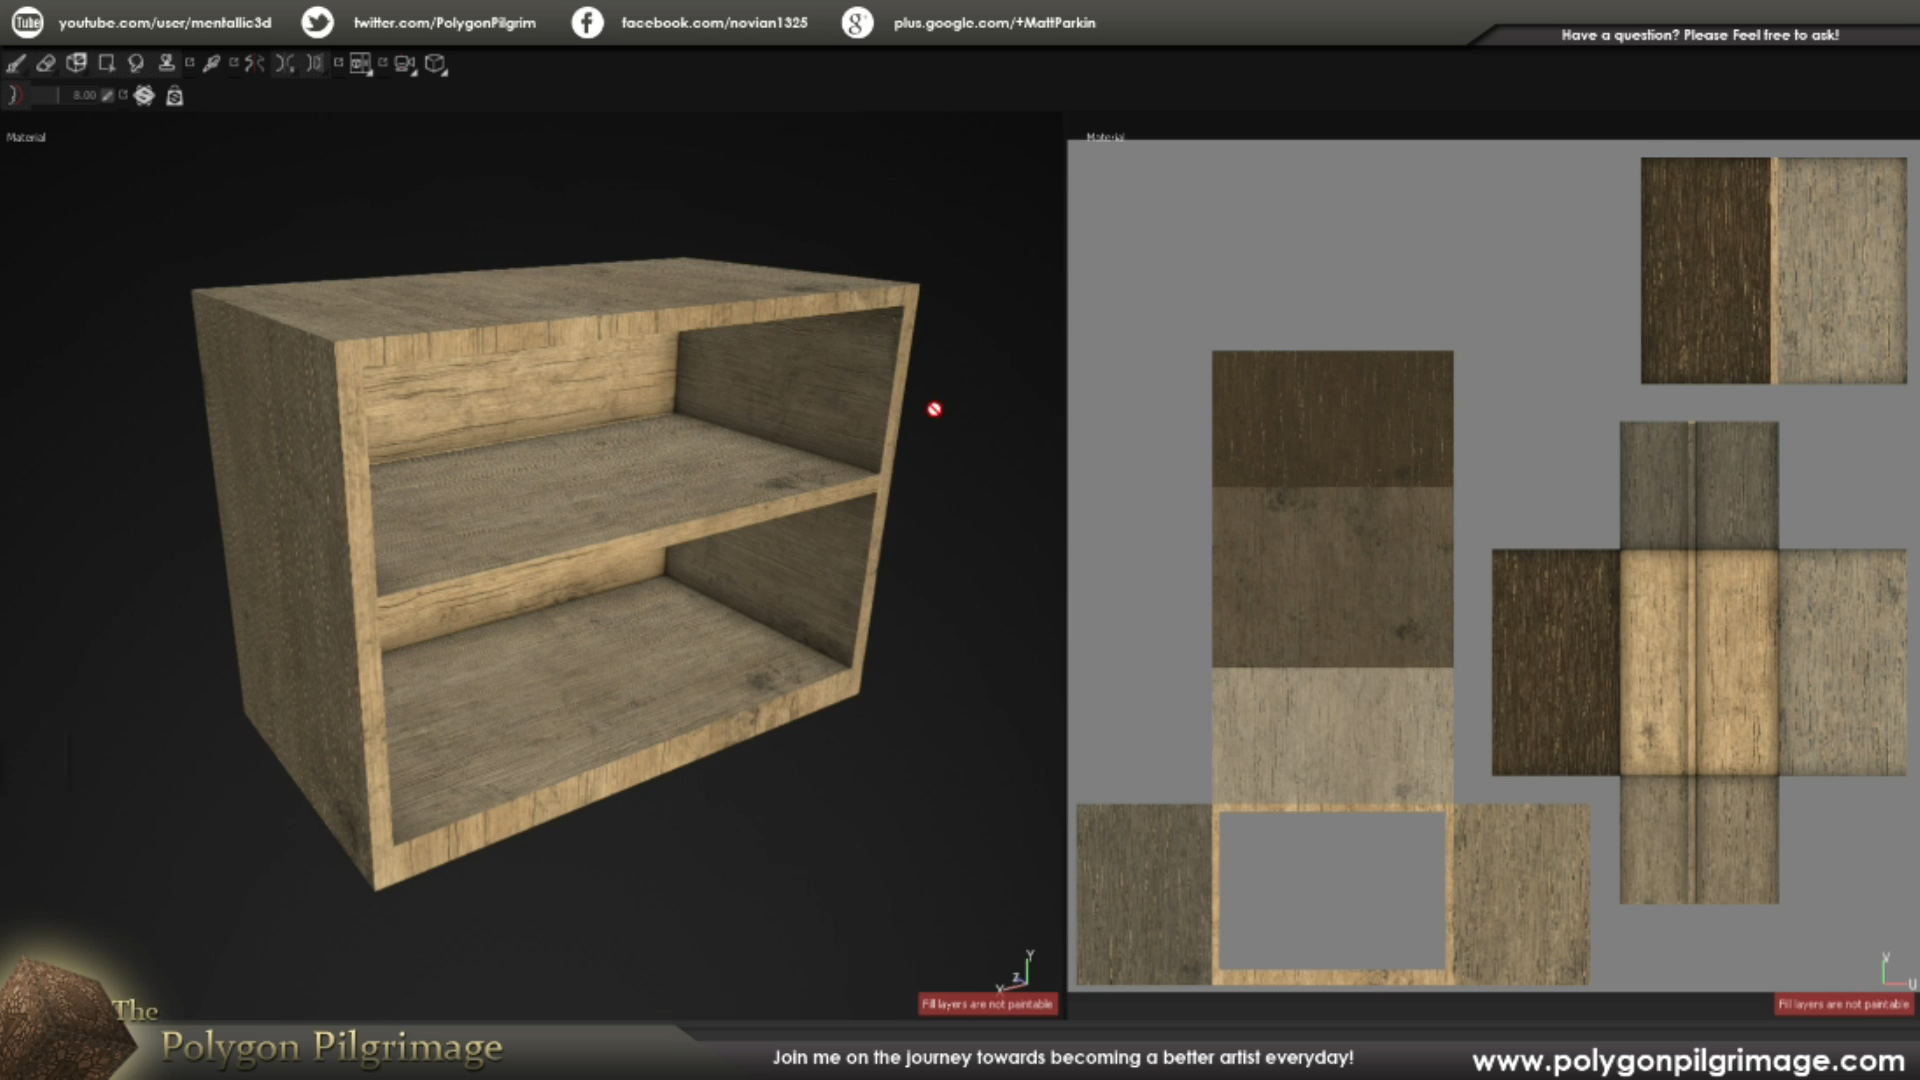 Tube youtube.com/user/mentallic3d twitter.com/PolygonPilgrim facebook.com/novian1325 g+ plus.google.com/+MattParkin
Have a question? Please Feel free to ask!
8.00
Material
Material
Y
Z
X
V
U
Fill layers are not paintable
Fill layers are not paintable
The
Polygon Pilgrimage
Join me on the journey towards becoming a better artist everyday!
www.polygonpilgrimage.com